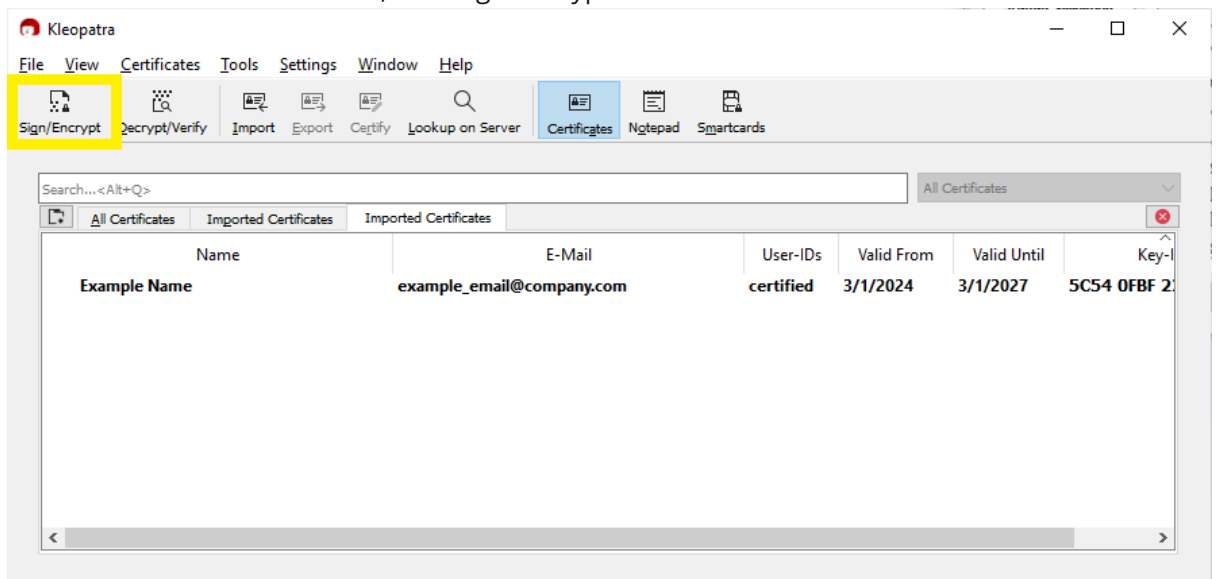 Kleopatra
File View Certificates Tools Settings Window Help
Sign/Encrypt Decrypt/Verify Import Export Certify Lookup on Server Certificates Notepad Smartcards
Search...<Alt+Q> All Certificates
All Certificates Imported Certificates Imported Certificates
Name E-Mail User-IDs Valid From Valid Until Key-I
Example Name example_email@company.com certified 3/1/2024 3/1/2027 5C54 0FBF